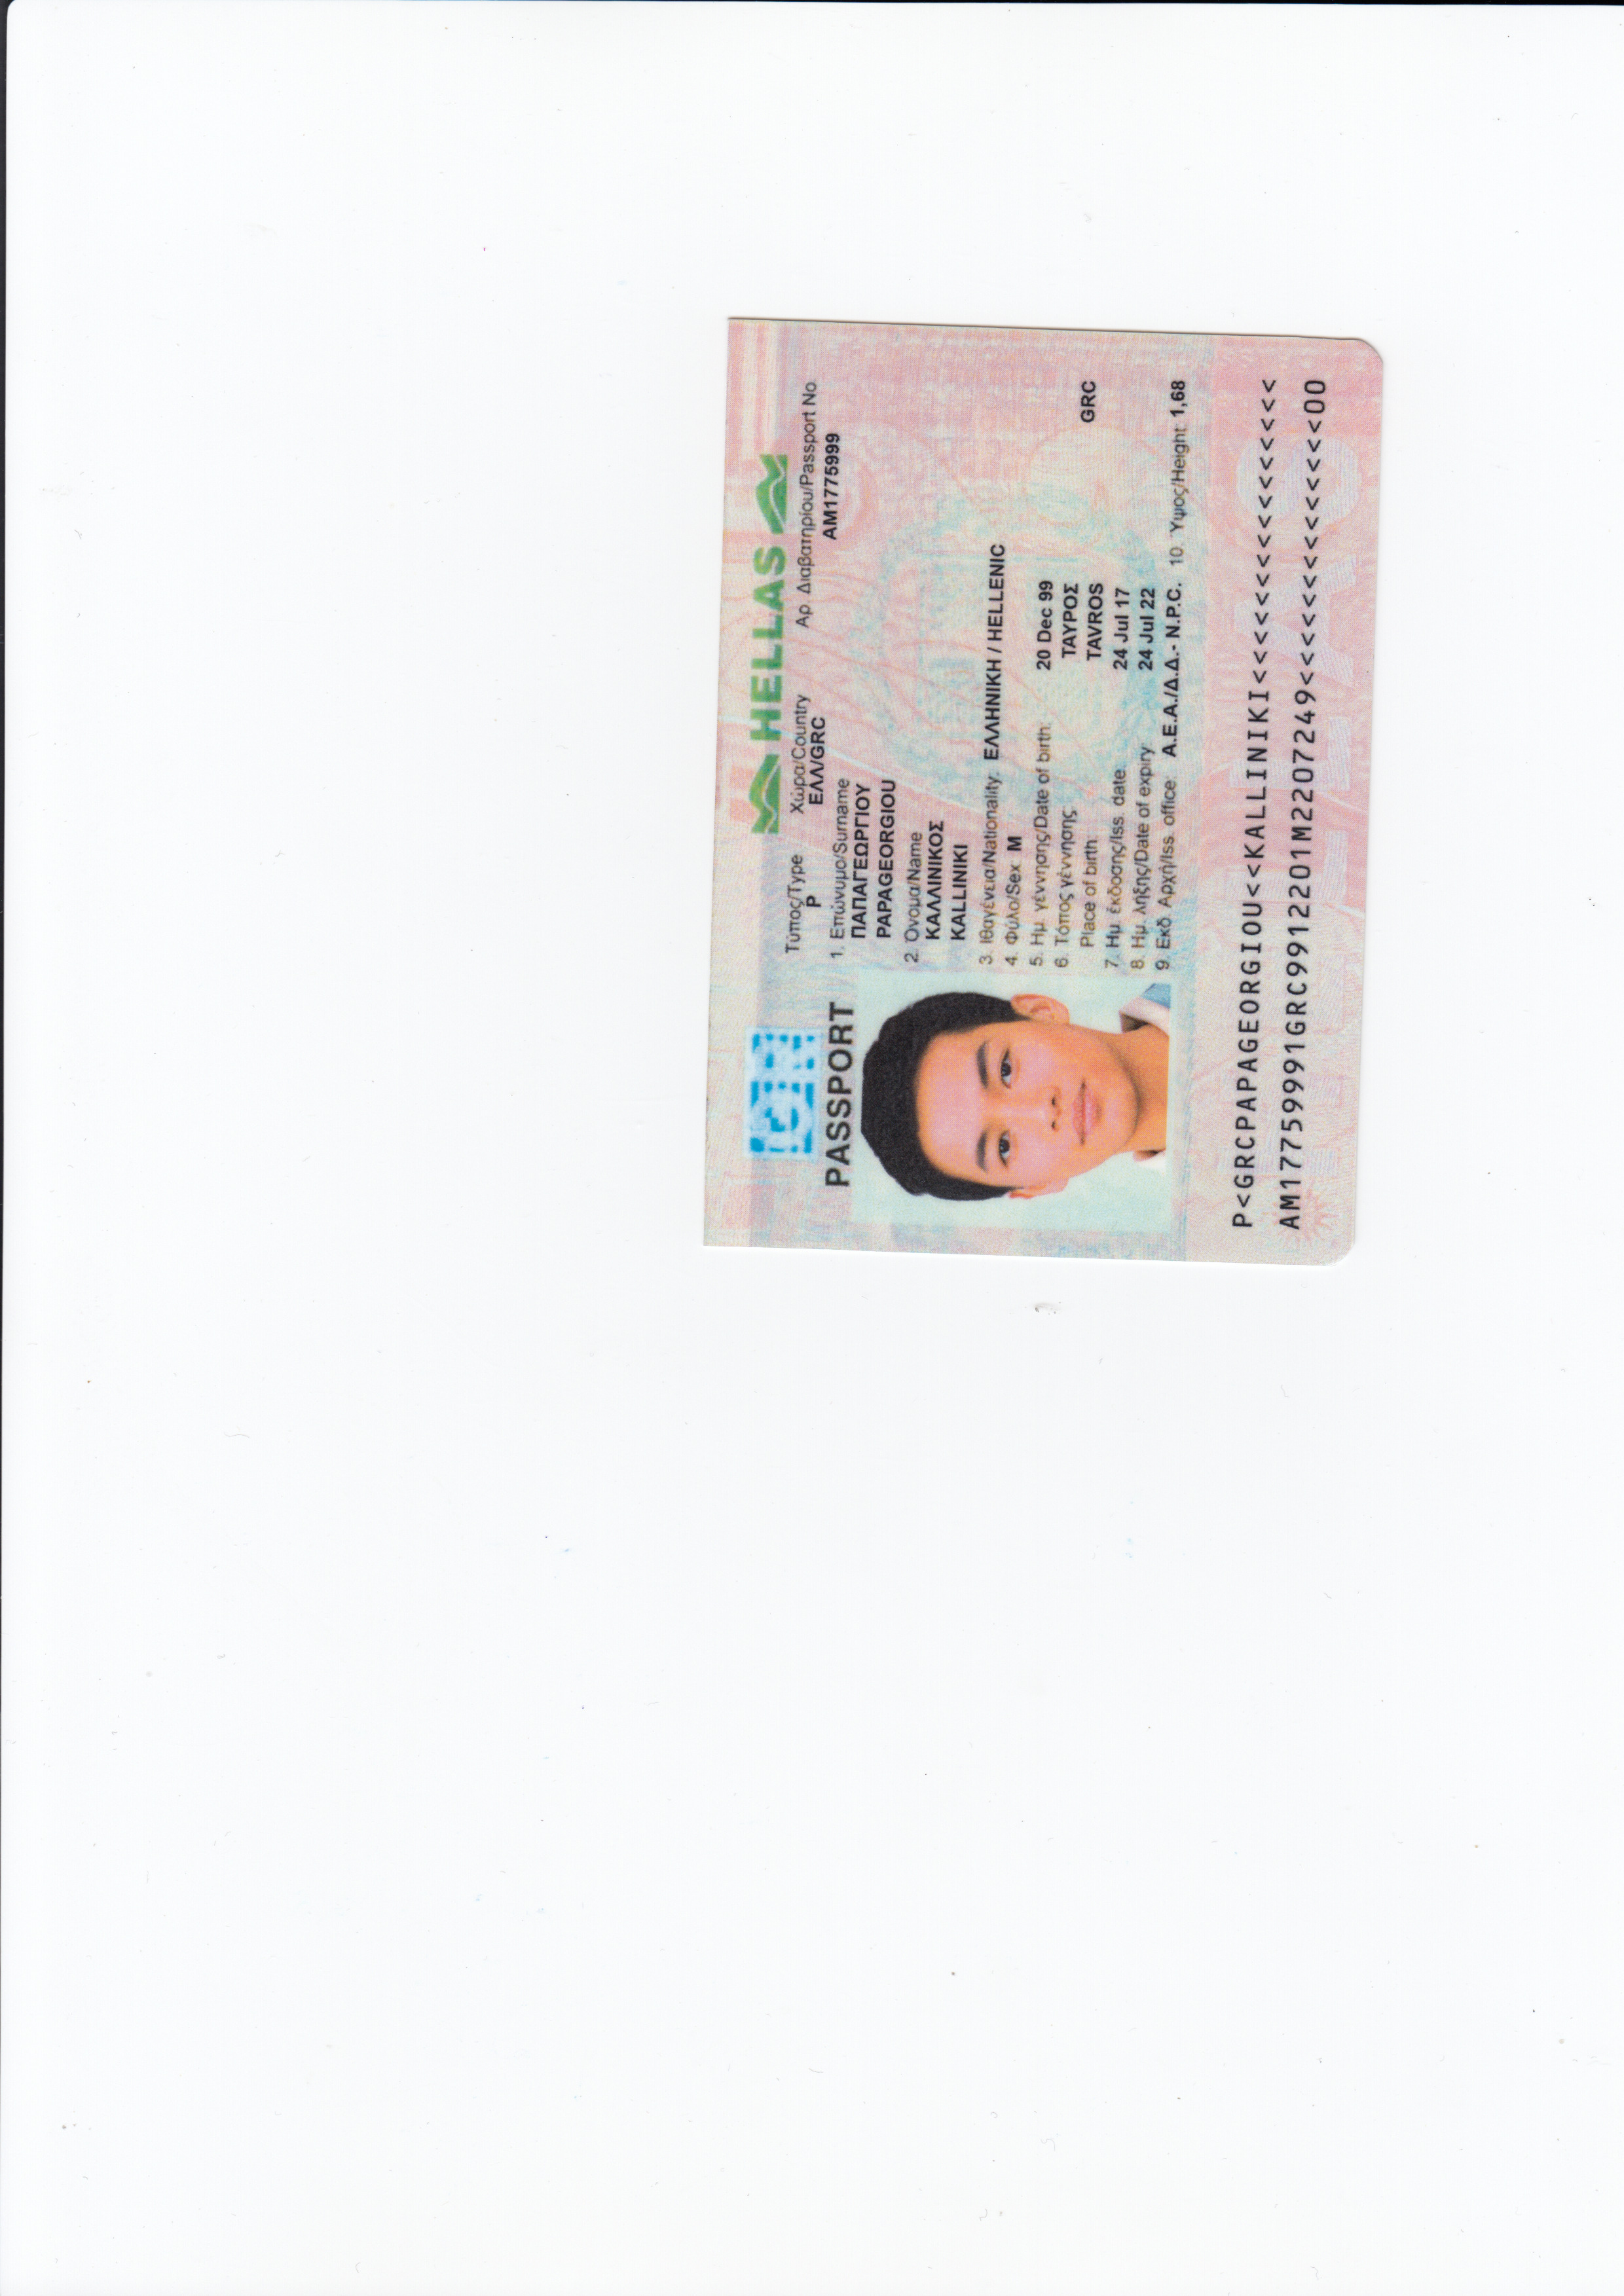 HELLAS
PASSPORT
Τύπος/Type Χώρα/Country Αρ. Διαβατηρίου/Passport No.
P ΕΛΛ/GRC AM1775999
1. Επώνυμο/Surname
ΠΑΠΑΓΕΩΡΓΙΟΥ
PAPAGEORGIOU
2. Όνομα/Name
ΚΑΛΛΙΝΙΚΟΣ
KALLINIKI
3. Ιθαγένεια/Nationality: ΕΛΛΗΝΙΚΗ / HELLENIC
4. Φύλο/Sex: M
5. Ημ. γέννησης/Date of birth: 20 Dec 99
6. Τόπος γέννησης: ΤΑΥΡΟΣ
Place of birth: TAVROS GRC
7. Ημ. έκδοσης/Iss. date: 24 Jul 17
8. Ημ. λήξης/Date of expiry: 24 Jul 22
9. Εκδ. Αρχή/Iss. office: Α.Ε.Α./Δ.Δ.- N.P.C. 10. Ύψος/Height: 1,68
P<GRCPAPAGEORGIOU<<KALLINIKI<<<<<<<<<<<<<<<<
AM17759991GRC9912201M2207249<<<<<<<<<<<<<<00